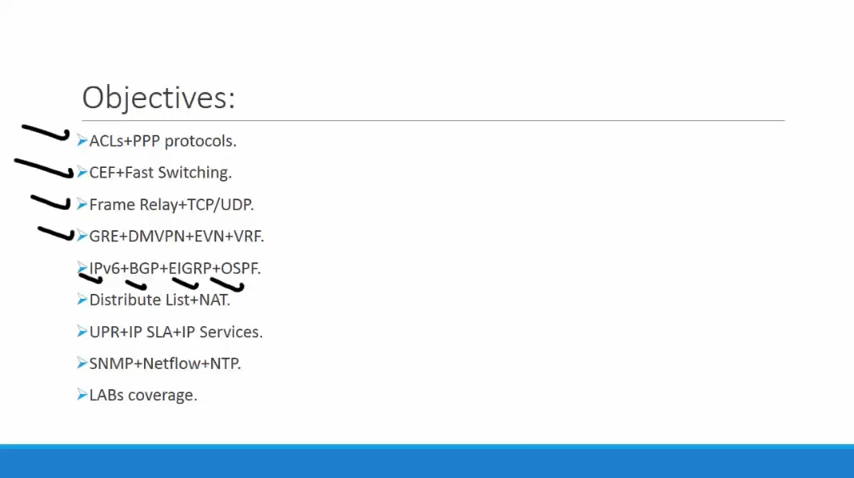 Objectives:
ACLs+PPP protocols.
CEF+Fast Switching.
Frame Relay+TCP/UDP.
GRE+DMVPN+EVN+VRF.
IPv6+BGP+EIGRP+OSPF.
Distribute List+NAT.
UPR+IP SLA+IP Services.
SNMP+Netflow+NTP.
LABs coverage.